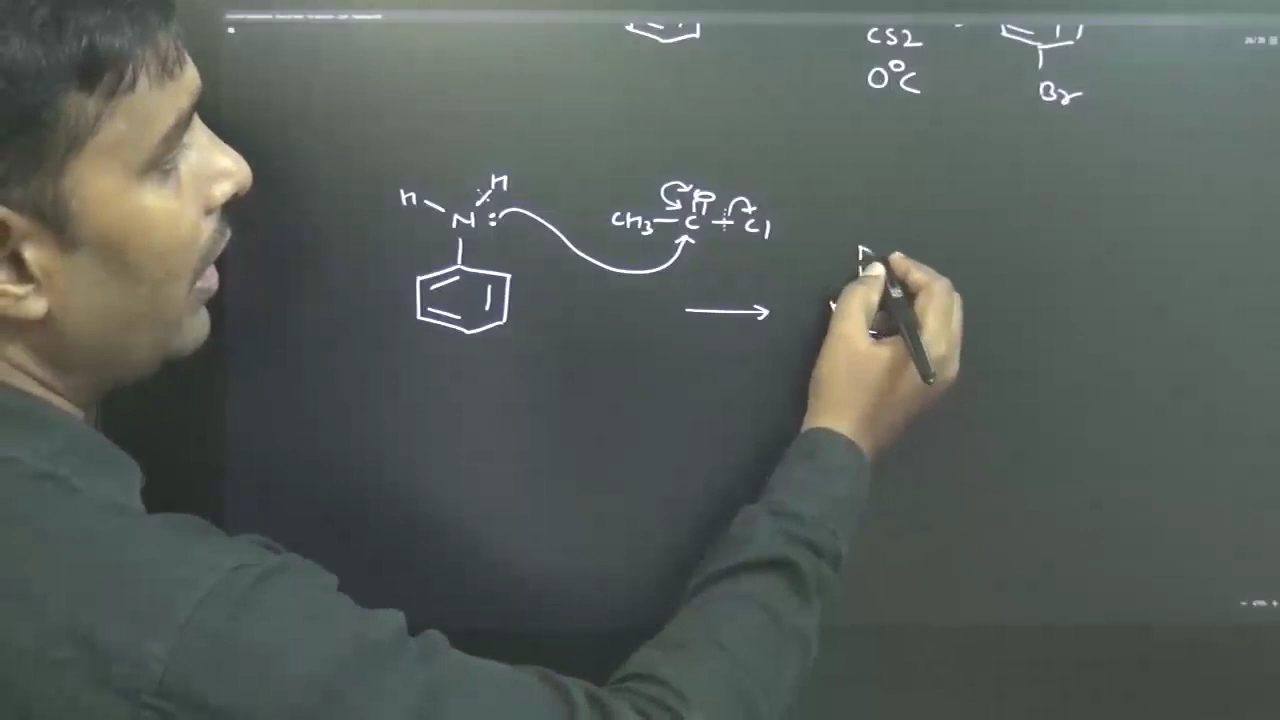 CS2
0°C
Br
H
H
N :
CH3 – C – Cl
O